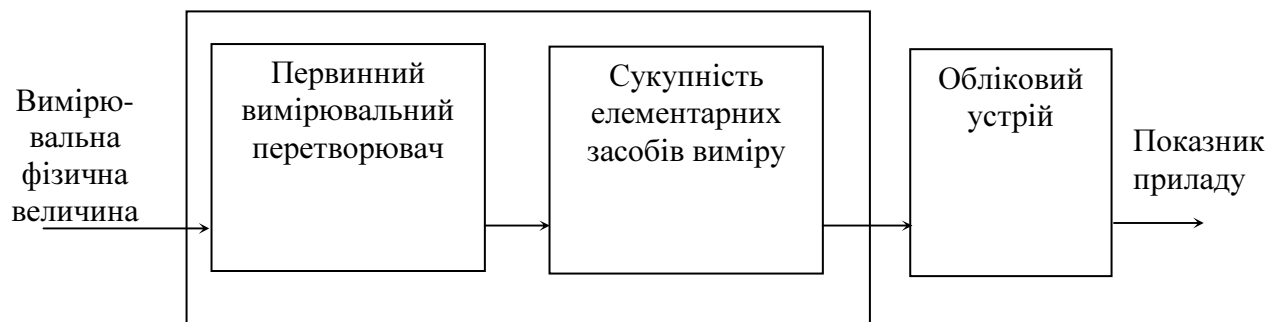 Вимірю-
вальна
фізична
величина
Первинний
вимірювальний
перетворювач
Сукупність
елементарних
засобів виміру
Обліковий
устрій
Показник
приладу